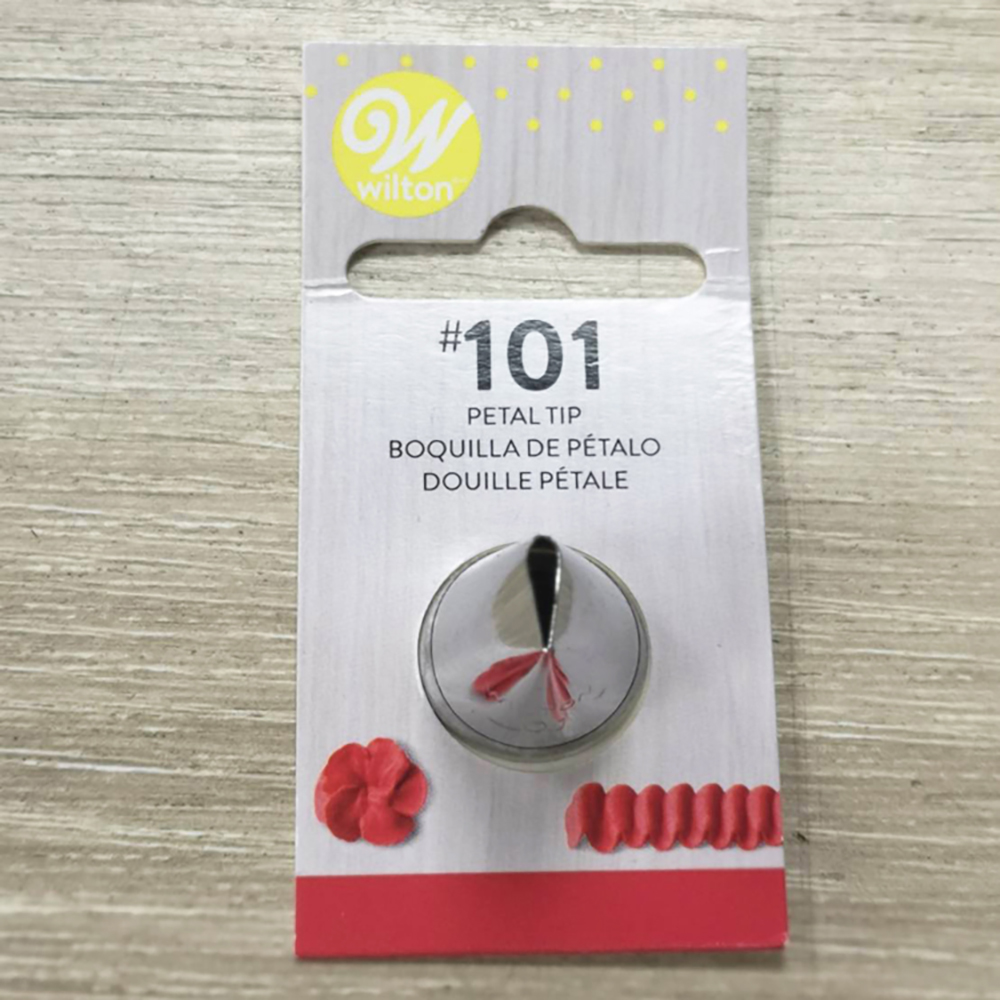 wilton
#101
PETAL TIP
BOQUILLA DE PÉTALO
DOUILLE PÉTALE